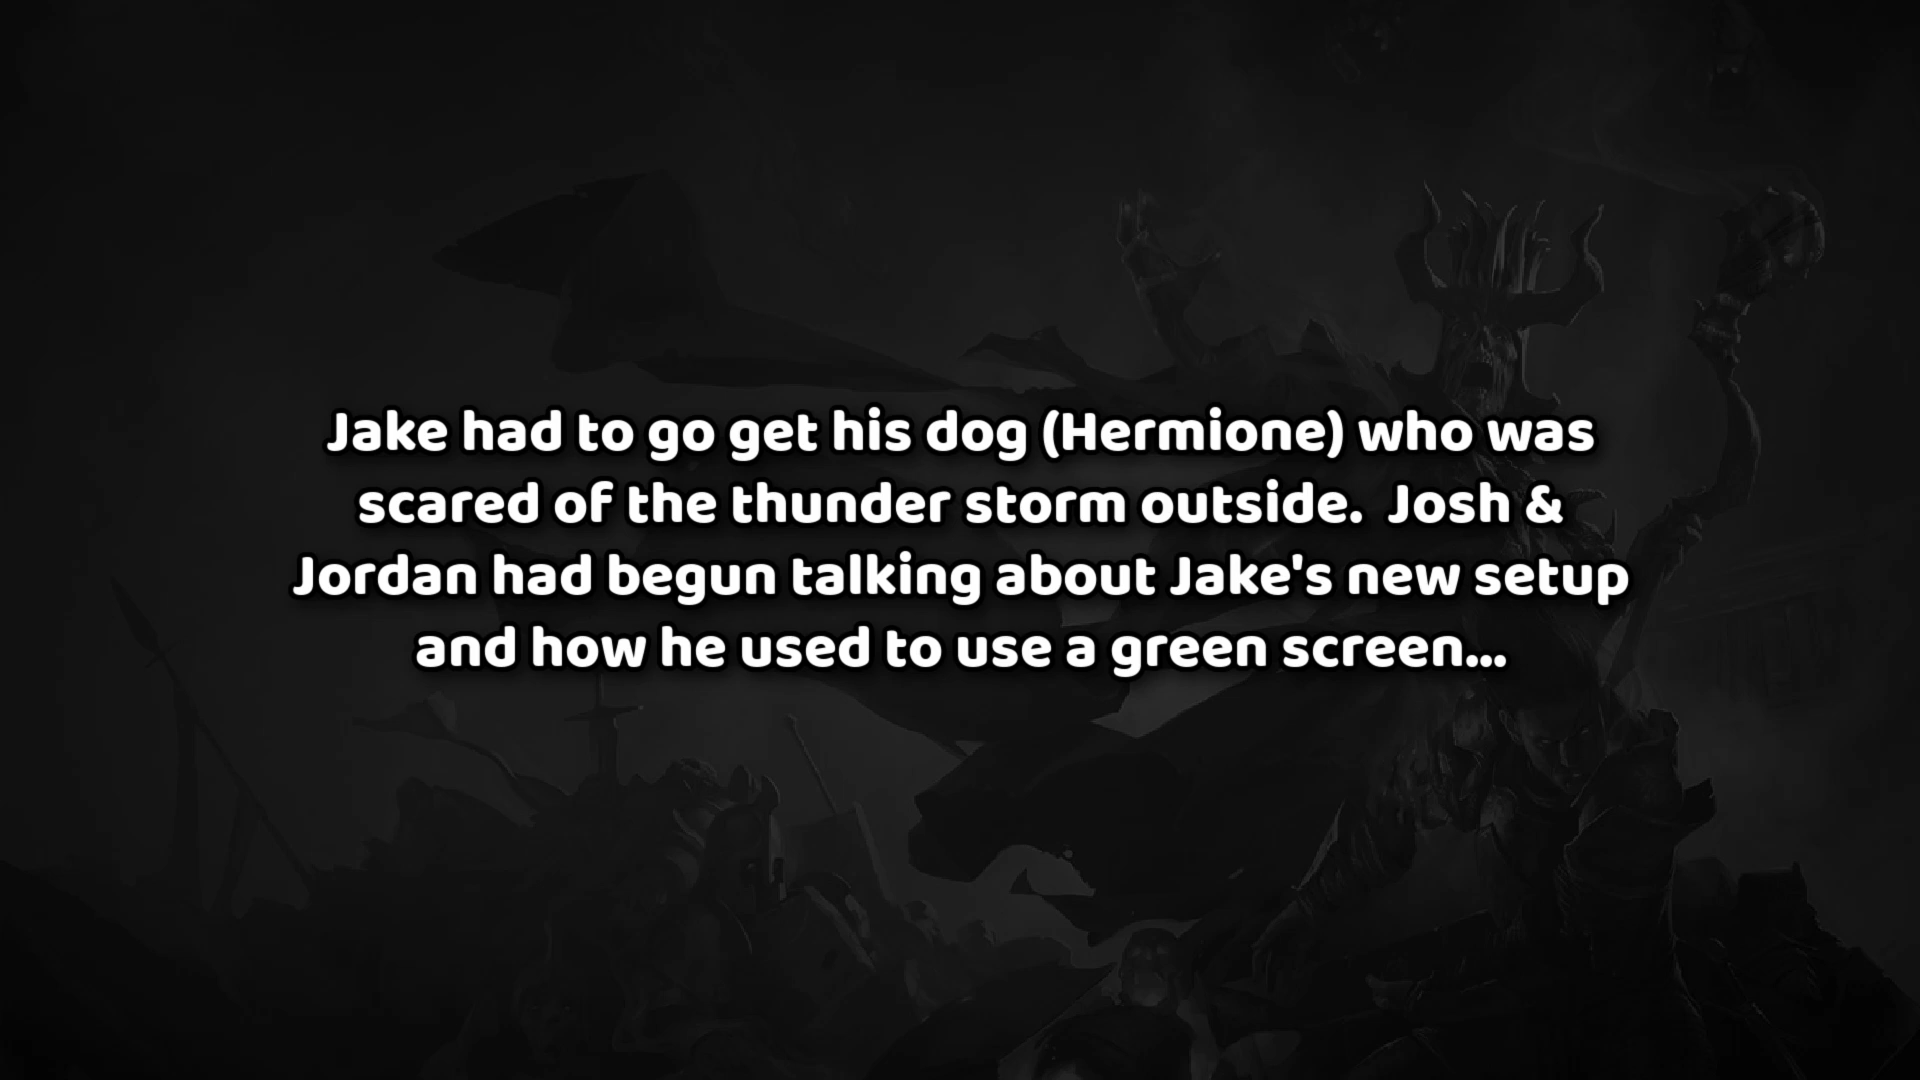 Jake had to go get his dog (Hermione) who was
scared of the thunder storm outside.  Josh &
Jordan had begun talking about Jake's new setup
and how he used to use a green screen...